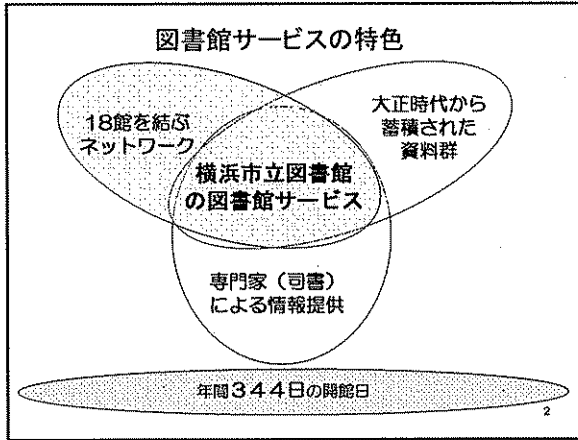 図書館サービスの特色
18館を結ぶ
ネットワーク
大正時代から
蓄積された
資料群
横浜市立図書館
の図書館サービス
専門家（司書）
による情報提供
年間344日の開館日
2